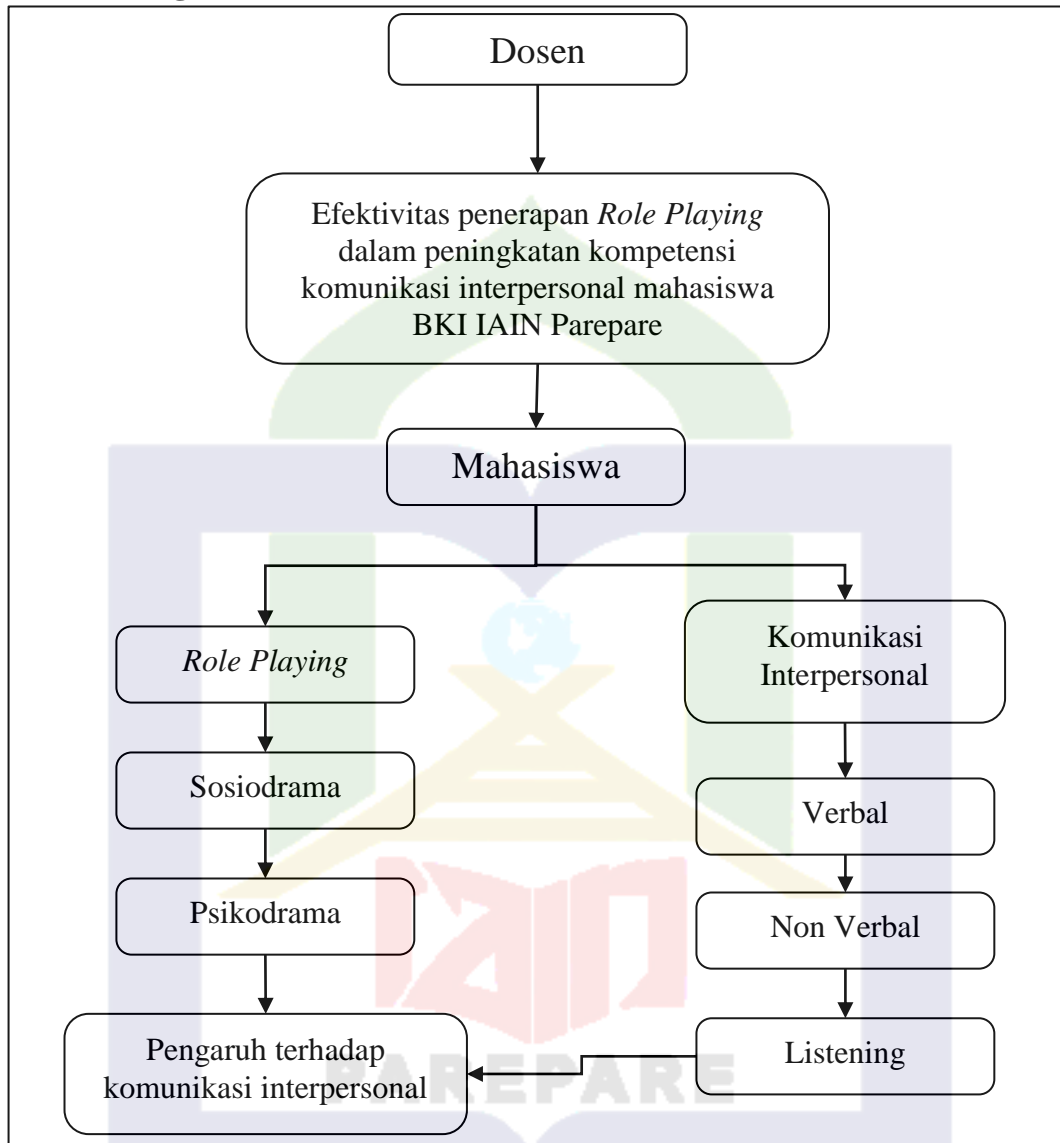 Dosen
Efektivitas penerapan Role Playing
dalam peningkatan kompetensi
komunikasi interpersonal mahasiswa
BKI IAIN Parepare
Mahasiswa
Role Playing
Sosiodrama
Psikodrama
Komunikasi
Interpersonal
Verbal
Non Verbal
Listening
Pengaruh terhadap
komunikasi interpersonal
iain
PAREPARE